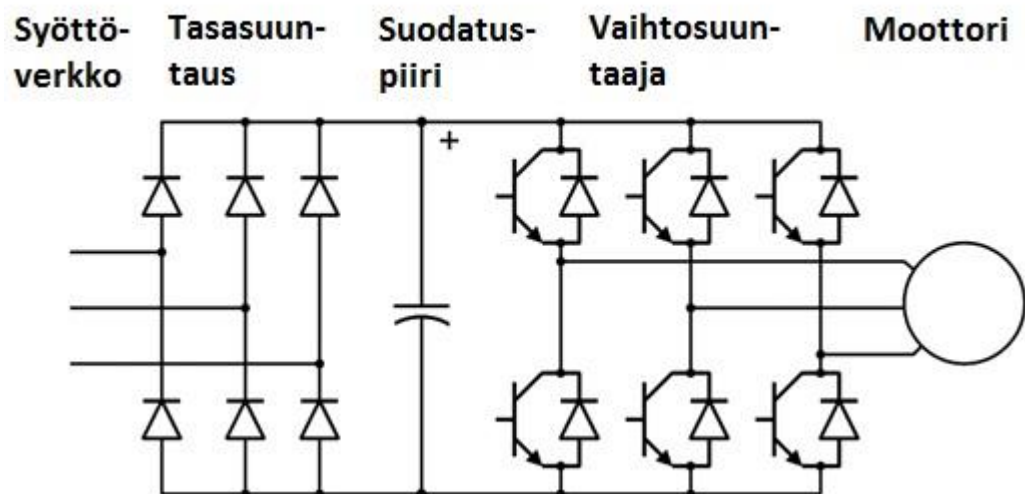 Syöttö-
verkko
Tasasuun-
taus
Suodatus-
piiri
Vaihtosuun-
taaja
Moottori
+